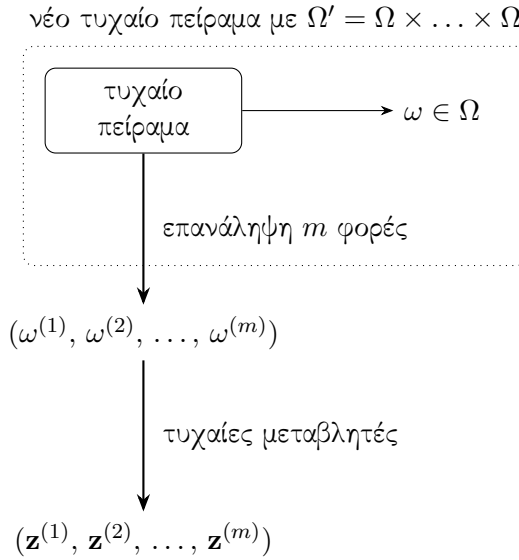 νέο τυχαίο πείραμα με Ω′ = Ω × … × Ω
τυχαίο
πείραμα
ω ∈ Ω
επανάληψη m φορές
(ω^(1), ω^(2), …, ω^(m))
τυχαίες μεταβλητές
(z^(1), z^(2), …, z^(m))